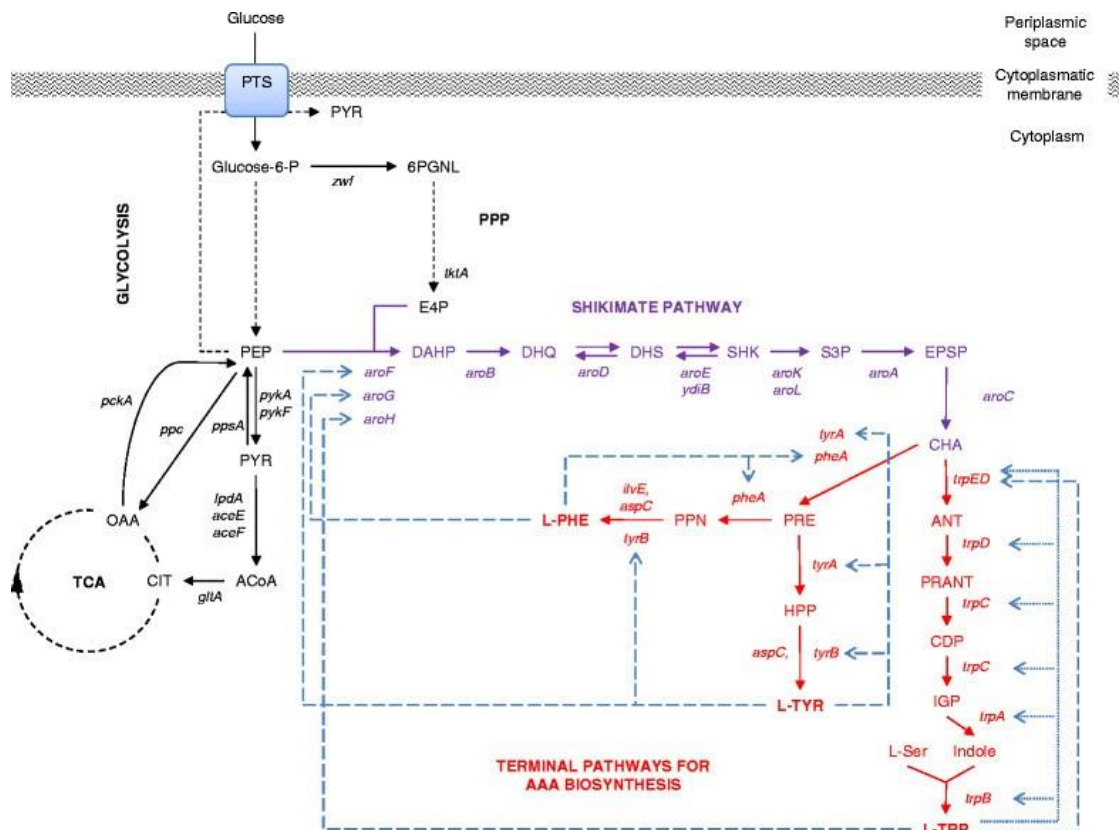 Glucose
Periplasmic
space
PTS
Cytoplasmatic
membrane
PYR
Cytoplasm
Glucose-6-P
6PGNL
zwf
GLYCOLYSIS
PPP
tktA
E4P
SHIKIMATE PATHWAY
PEP
DAHP
DHQ
DHS
SHK
S3P
EPSP
aroF
aroB
aroD
aroE
aroK
aroA
ydiB
aroL
aroG
aroH
aroC
pckA
ppc
ppsA
pykA
pykF
PYR
CHA
tyrA
pheA
trpED
lpdA
aceE
aceF
ilvE,
aspC
tyrB
pheA
OAA
L-PHE
PPN
PRE
ANT
trpD
TCA
CIT
ACoA
gltA
tyrA
PRANT
trpC
HPP
CDP
aspC,
tyrB
trpC
L-TYR
IGP
trpA
L-Ser
Indole
TERMINAL PATHWAYS FOR
AAA BIOSYNTHESIS
trpB
L-TRP